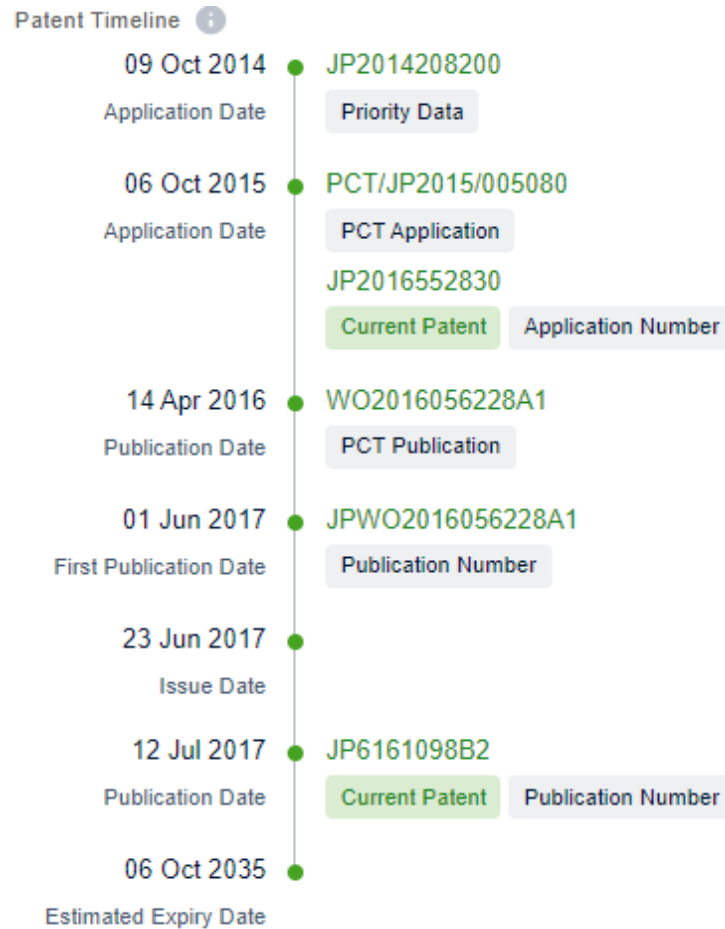 Patent Timeline i
09 Oct 2014 JP2014208200
Application Date Priority Data
06 Oct 2015 PCT/JP2015/005080
Application Date PCT Application
JP2016552830
Current Patent Application Number
14 Apr 2016 WO2016056228A1
Publication Date PCT Publication
01 Jun 2017 JPWO2016056228A1
First Publication Date Publication Number
23 Jun 2017
Issue Date
12 Jul 2017 JP6161098B2
Publication Date Current Patent Publication Number
06 Oct 2035
Estimated Expiry Date